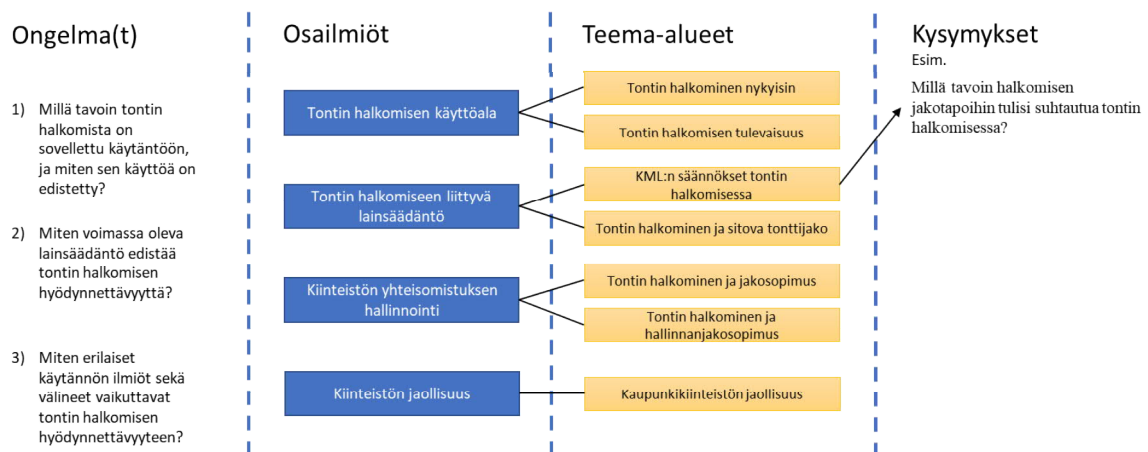 Ongelma(t)
1) Millä tavoin tontin
halkomista on
sovellettu käytäntöön,
ja miten sen käyttöä on
edistetty?
2) Miten voimassa oleva
lainsäädäntö edistää
tontin halkomisen
hyödynnettävyyttä?
3) Miten erilaiset
käytännön ilmiöt sekä
välineet vaikuttavat
tontin halkomisen
hyödynnettävyyteen?
Osailmiöt
Tontin halkomisen käyttöala
Tontin halkomiseen liittyvä
lainsäädäntö
Kiinteistön yhteisomistuksen
hallinnointi
Kiinteistön jaollisuus
Teema-alueet
Tontin halkominen nykyisin
Tontin halkomisen tulevaisuus
KML:n säännökset tontin
halkomisessa
Tontin halkominen ja sitova tonttijako
Tontin halkominen ja jakosopimus
Tontin halkominen ja
hallinnanjakosopimus
Kaupunkikiinteistön jaollisuus
Kysymykset
Esim.
Millä tavoin halkomisen
jakotapoihin tulisi suhtautua tontin
halkomisessa?